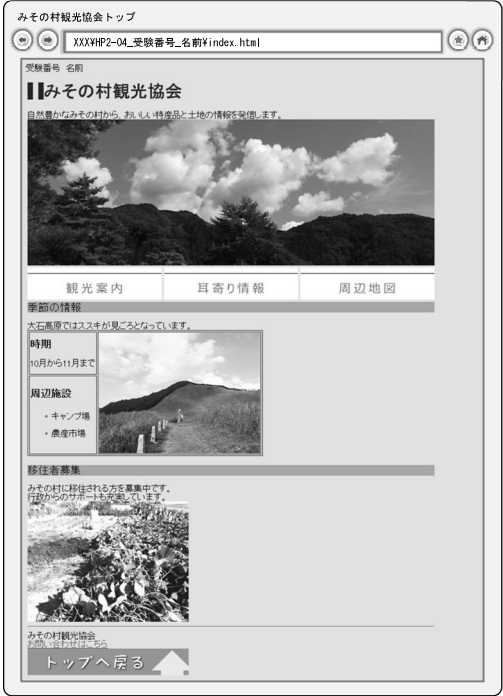 みその村観光協会トップ
XXX¥HP2-04_受験番号_名前¥index.html
受験番号 名前
▌▌みその村観光協会
自然豊かなみその村から、おいしい特産品と土地の情報を発信します。
観光案内 耳寄り情報 周辺地図
季節の情報
大石高原ではススキが見ごろとなっています。
時期
10月から11月まで
周辺施設
・キャンプ場
・農産市場
移住者募集
みその村に移住される方を募集中です。
行政からのサポートも充実しています。
みその村観光協会
お問い合わせはこちら
トップへ戻る